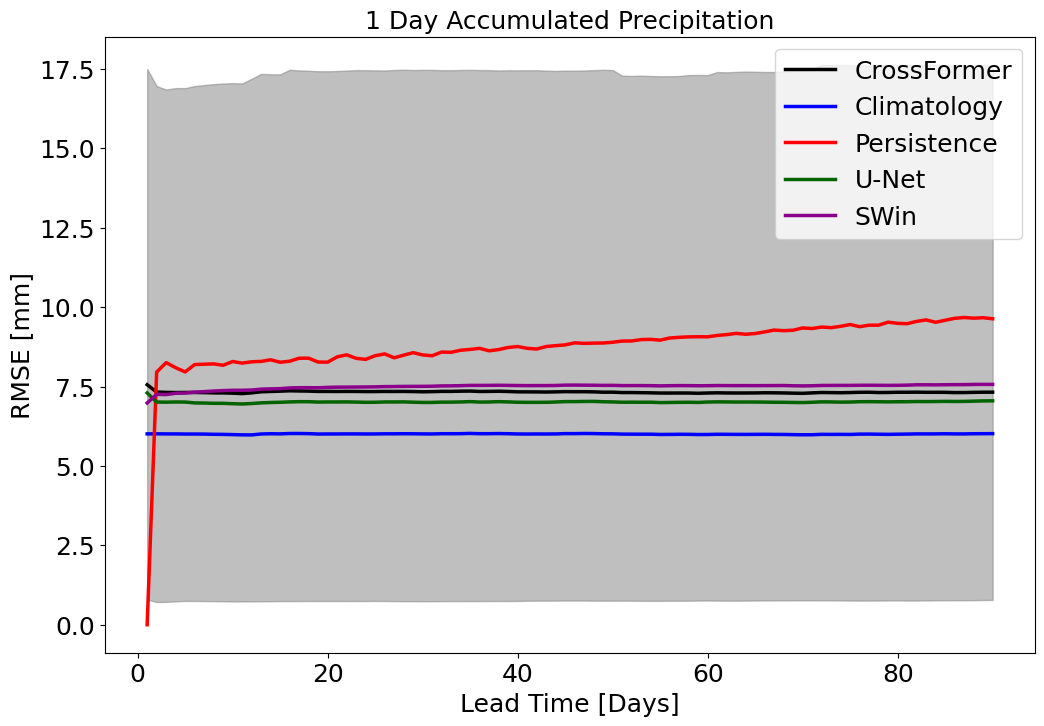 1 Day Accumulated Precipitation
17.5
15.0
12.5
10.0
7.5
5.0
2.5
0.0
RMSE [mm]
CrossFormer
Climatology
Persistence
U-Net
SWin
0 20 40 60 80
Lead Time [Days]